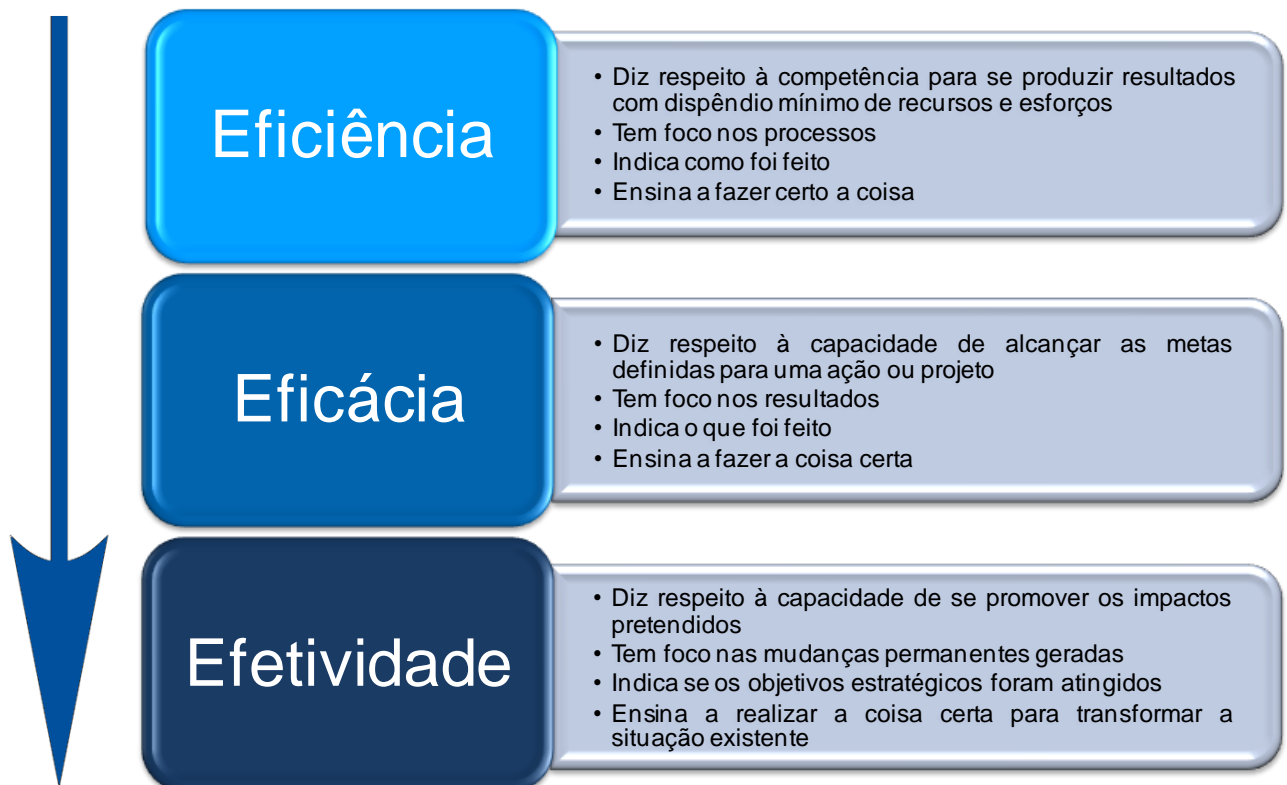 Eficiência
• Diz respeito à competência para se produzir resultados
com dispêndio mínimo de recursos e esforços
• Tem foco nos processos
• Indica como foi feito
• Ensina a fazer certo a coisa
Eficácia
• Diz respeito à capacidade de alcançar as metas
definidas para uma ação ou projeto
• Tem foco nos resultados
• Indica o que foi feito
• Ensina a fazer a coisa certa
Efetividade
• Diz respeito à capacidade de se promover os impactos
pretendidos
• Tem foco nas mudanças permanentes geradas
• Indica se os objetivos estratégicos foram atingidos
• Ensina a realizar a coisa certa para transformar a
situação existente